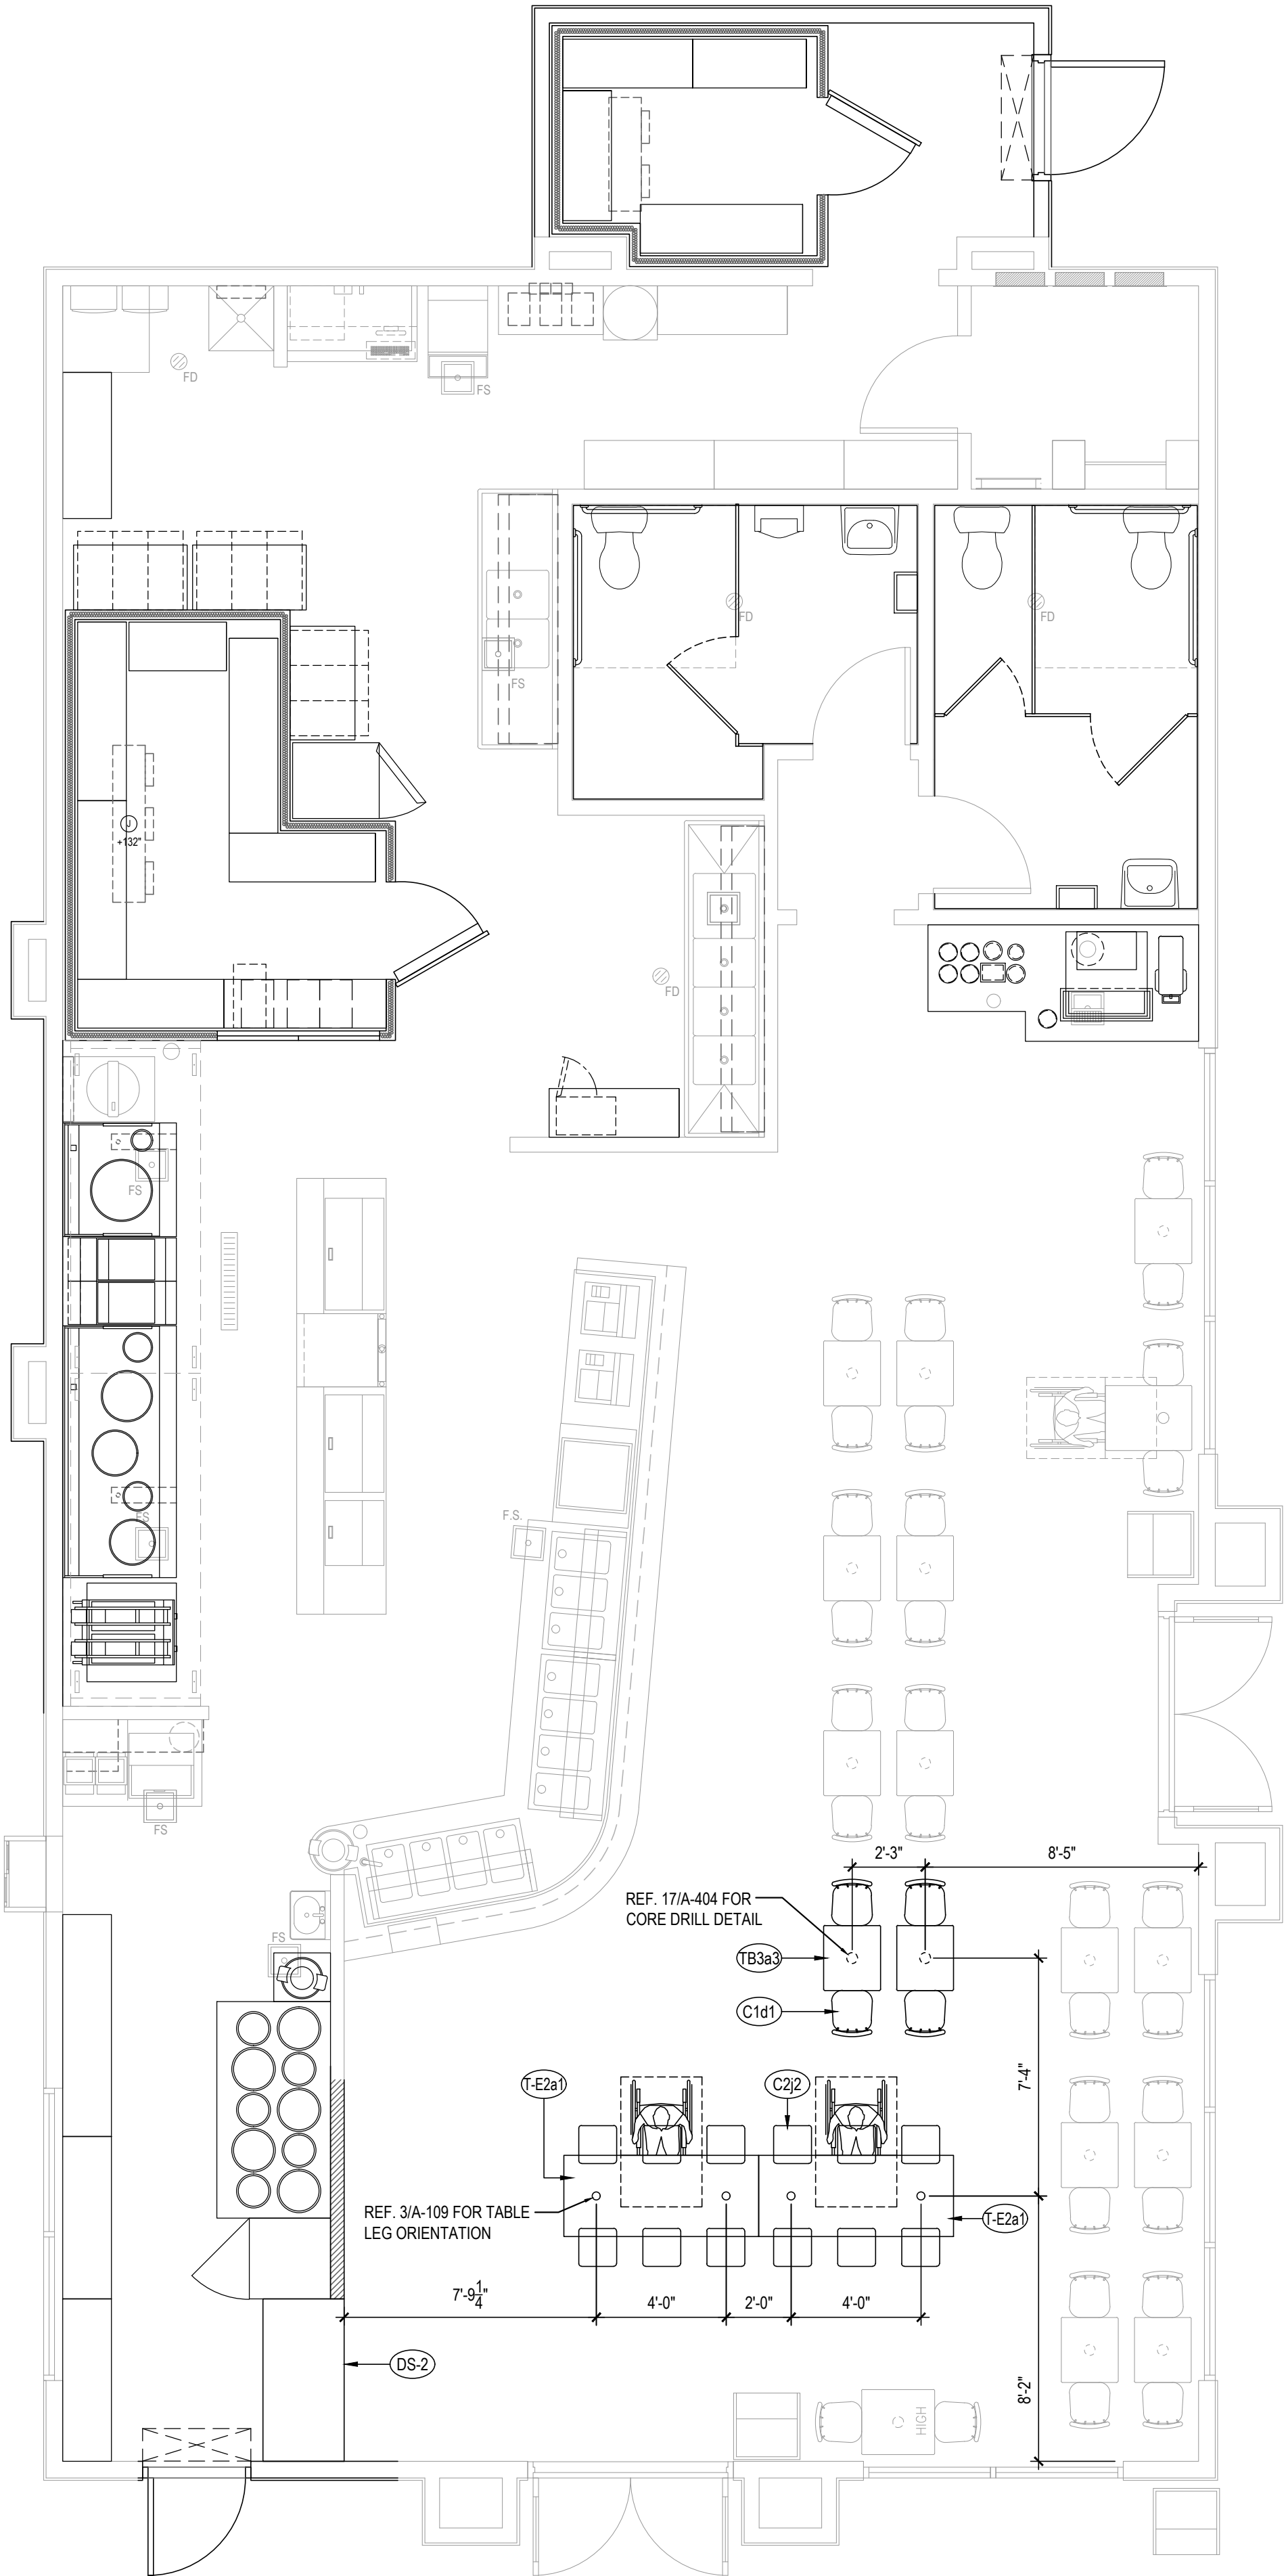 FD
FS
FD
FD
FS
J
+132"
FD
FS
F.S.
FS
FS
2'-3"
8'-5"
REF. 17/A-404 FOR
CORE DRILL DETAIL
TB3a3
FS
C1d1
7'-4"
T-E2a1
C2j2
REF. 3/A-109 FOR TABLE
LEG ORIENTATION
T-E2a1
7'-9 1/4"
4'-0"
2'-0"
4'-0"
DS-2
8'-2"
HIGH